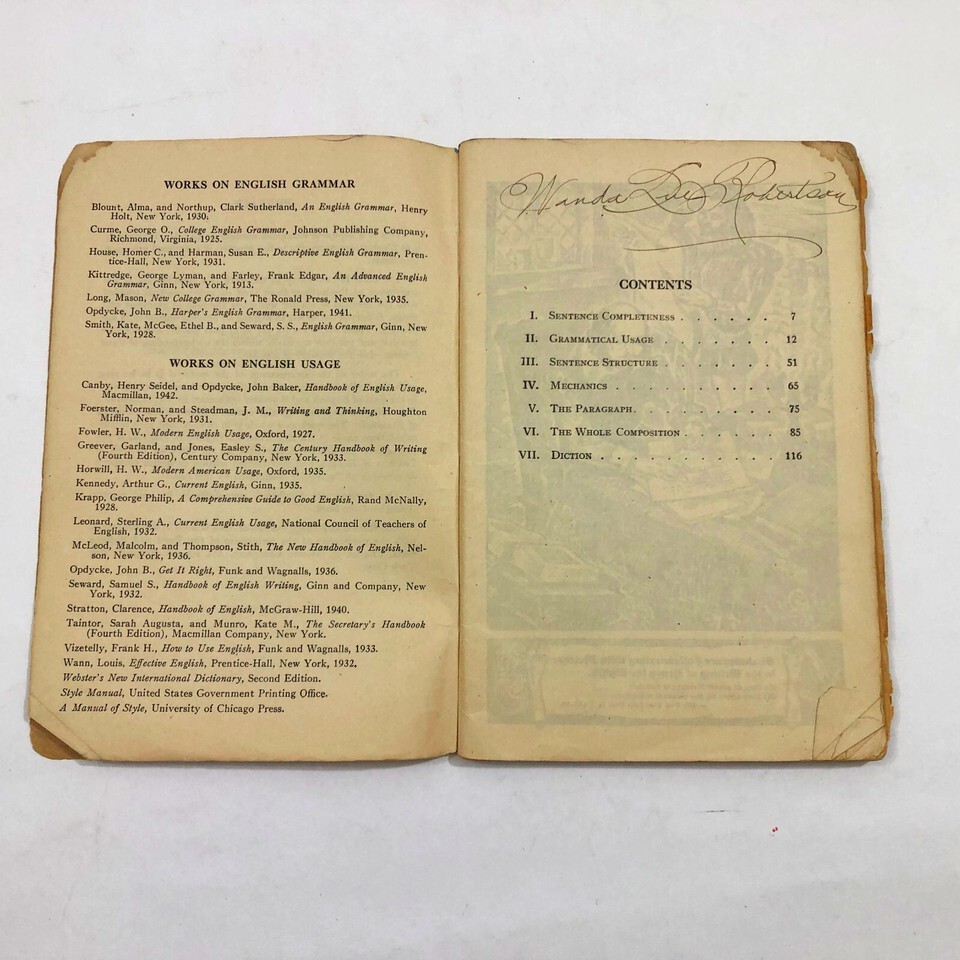 WORKS ON ENGLISH GRAMMAR
Blount, Alma, and Northup, Clark Sutherland, An English Grammar, Henry
Holt, New York, 1930.
Curme, George O., College English Grammar, Johnson Publishing Company,
Richmond, Virginia, 1925.
House, Homer C., and Harman, Susan E., Descriptive English Grammar, Pren-
tice-Hall, New York, 1931.
Kittredge, George Lyman, and Farley, Frank Edgar, An Advanced English
Grammar, Ginn, New York, 1913.
Long, Mason, New College Grammar, The Ronald Press, New York, 1935.
Opdycke, John B., Harper's English Grammar, Harper, 1941.
Smith, Kate, McGee, Ethel B., and Seward, S. S., English Grammar, Ginn, New
York, 1928.
WORKS ON ENGLISH USAGE
Canby, Henry Seidel, and Opdycke, John Baker, Handbook of English Usage,
Macmillan, 1942.
Foerster, Norman, and Steadman, J. M., Writing and Thinking, Houghton
Mifflin, New York, 1931.
Fowler, H. W., Modern English Usage, Oxford, 1927.
Greever, Garland, and Jones, Easley S., The Century Handbook of Writing
(Fourth Edition), Century Company, New York, 1933.
Horwill, H. W., Modern American Usage, Oxford, 1935.
Kennedy, Arthur G., Current English, Ginn, 1935.
Krapp, George Philip, A Comprehensive Guide to Good English, Rand McNally,
1928.
Leonard, Sterling A., Current English Usage, National Council of Teachers of
English, 1932.
McLeod, Malcolm, and Thompson, Stith, The New Handbook of English, Nel-
son, New York, 1936.
Opdycke, John B., Get It Right, Funk and Wagnalls, 1936.
Seward, Samuel S., Handbook of English Writing, Ginn and Company, New
York, 1932.
Stratton, Clarence, Handbook of English, McGraw-Hill, 1940.
Taintor, Sarah Augusta, and Munro, Kate M., The Secretary's Handbook
(Fourth Edition), Macmillan Company, New York.
Vizetelly, Frank H., How to Use English, Funk and Wagnalls, 1933.
Wann, Louis, Effective English, Prentice-Hall, New York, 1932.
Webster's New International Dictionary, Second Edition.
Style Manual, United States Government Printing Office.
A Manual of Style, University of Chicago Press.
Wanda Sue Robertson
CONTENTS
I. SENTENCE COMPLETENESS . . . . . . 7
II. GRAMMATICAL USAGE . . . . . . . 12
III. SENTENCE STRUCTURE . . . . . . . 51
IV. MECHANICS . . . . . . . . . . 65
V. THE PARAGRAPH . . . . . . . . . 75
VI. THE WHOLE COMPOSITION . . . . . . 85
VII. DICTION . . . . . . . . . . . 116